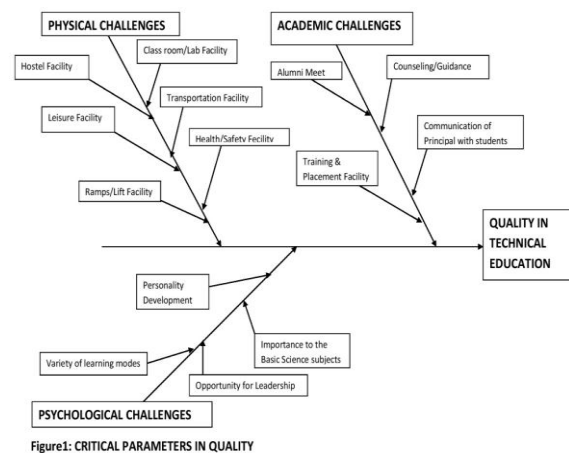 PHYSICAL CHALLENGES
ACADEMIC CHALLENGES
Class room/Lab Facility
Hostel Facility
Transportation Facility
Leisure Facility
Health/Safety Facility
Ramps/Lift Facility
Alumni Meet
Counseling/Guidance
Communication of
Principal with students
Training &
Placement Facility
QUALITY IN
TECHNICAL
EDUCATION
Personality
Development
Importance to the
Basic Science subjects
Variety of learning modes
Opportunity for Leadership
PSYCHOLOGICAL CHALLENGES
Figure1: CRITICAL PARAMETERS IN QUALITY